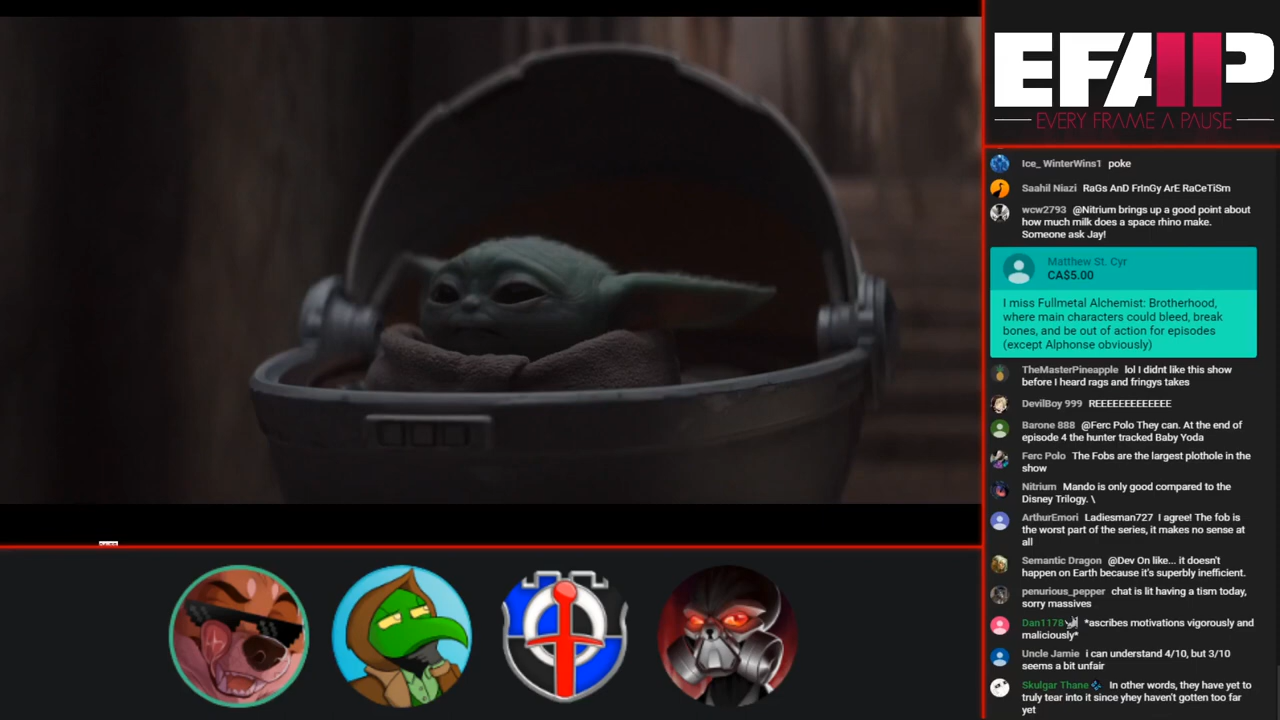 EFAP
EVERY FRAME A PAUSE
Ice_ WinterWins1 poke
Saahil Niazi RaGs AnD FrInGy ArE RaCeTiSm
wcw2793 @Nitrium brings up a good point about
how much milk does a space rhino make.
Someone ask Jay!
Matthew St. Cyr
CA$5.00
I miss Fullmetal Alchemist: Brotherhood,
where main characters could bleed, break
bones, and be out of action for episodes
(except Alphonse obviously)
TheMasterPineapple lol I didnt like this show
before I heard rags and fringys takes
DevilBoy 999 REEEEEEEEEEEEE
Barone 888 @Ferc Polo They can. At the end of
episode 4 the hunter tracked Baby Yoda
Ferc Polo The Fobs are the largest plothole in the
show
Nitrium Mando is only good compared to the
Disney Trilogy. \
ArthurEmori Ladiesman727 I agree! The fob is
the worst part of the series, it makes no sense at
all
Semantic Dragon @Dev On like... it doesn't
happen on Earth because it's superbly inefficient.
penurious_pepper chat is lit having a tism today,
sorry massives
Dan1178 *ascribes motivations vigorously and
maliciously*
Uncle Jamie i can understand 4/10, but 3/10
seems a bit unfair
Skulgar Thane In other words, they have yet to
truly tear into it since yhey haven't gotten too far
yet